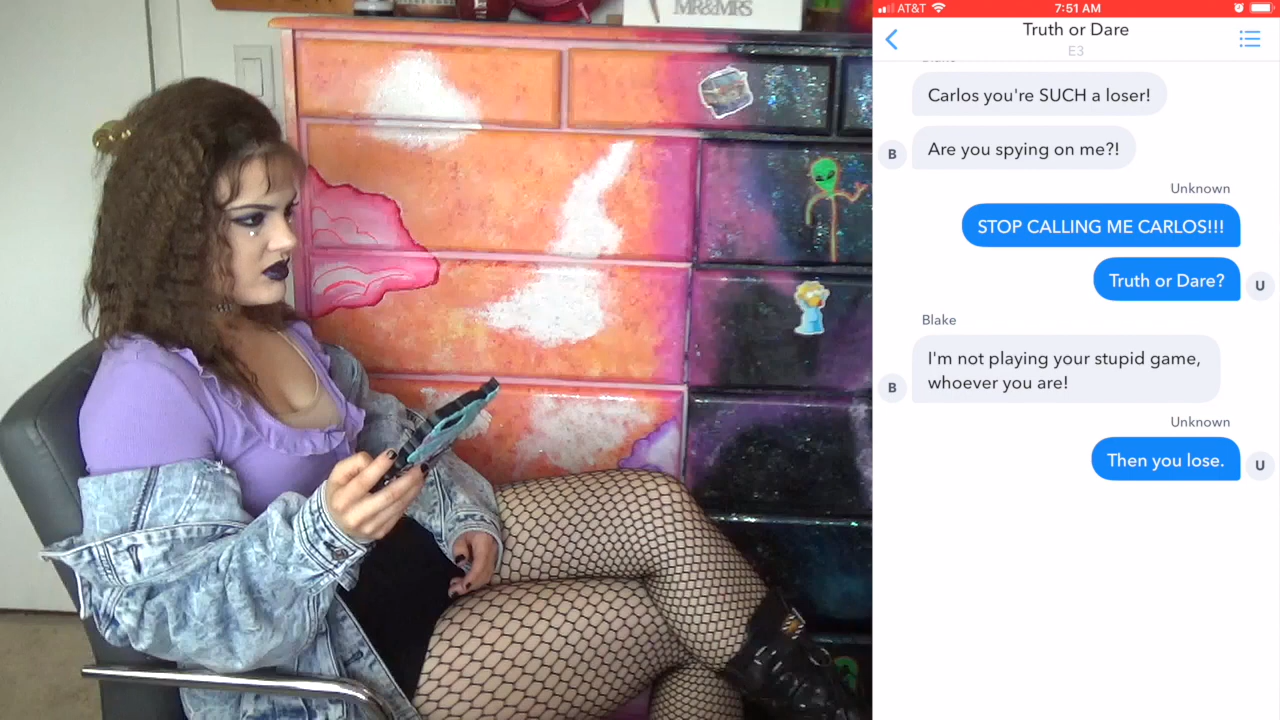 MR&MRS
AT&T
7:51 AM
Truth or Dare
E3
Blake
Carlos you're SUCH a loser!
Are you spying on me?!
B
Unknown
STOP CALLING ME CARLOS!!!
Truth or Dare?
U
Blake
I'm not playing your stupid game,
whoever you are!
B
Unknown
Then you lose.
U